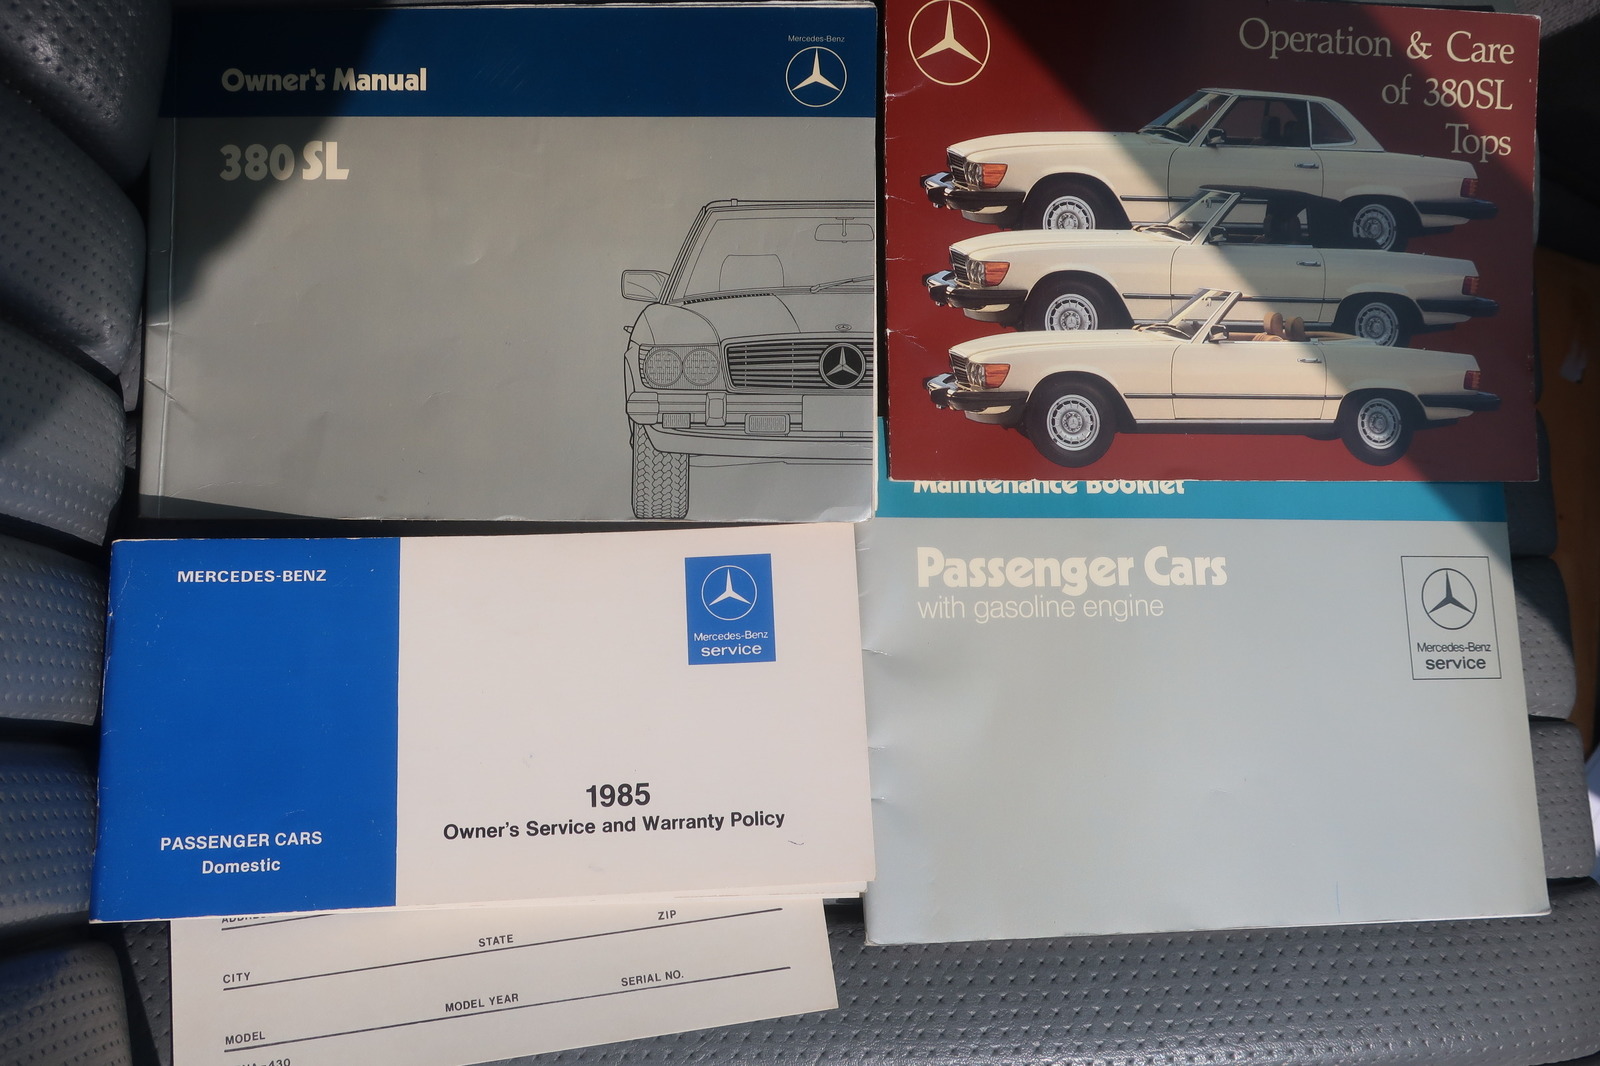 Mercedes-Benz
Owner's Manual
380 SL
Operation & Care
of 380SL
Tops
Maintenance Booklet
Passenger Cars
with gasoline engine
Mercedes-Benz
service
MERCEDES-BENZ
PASSENGER CARS
Domestic
Mercedes-Benz
service
1985
Owner's Service and Warranty Policy
ZIP
STATE
CITY
SERIAL NO.
MODEL YEAR
MODEL